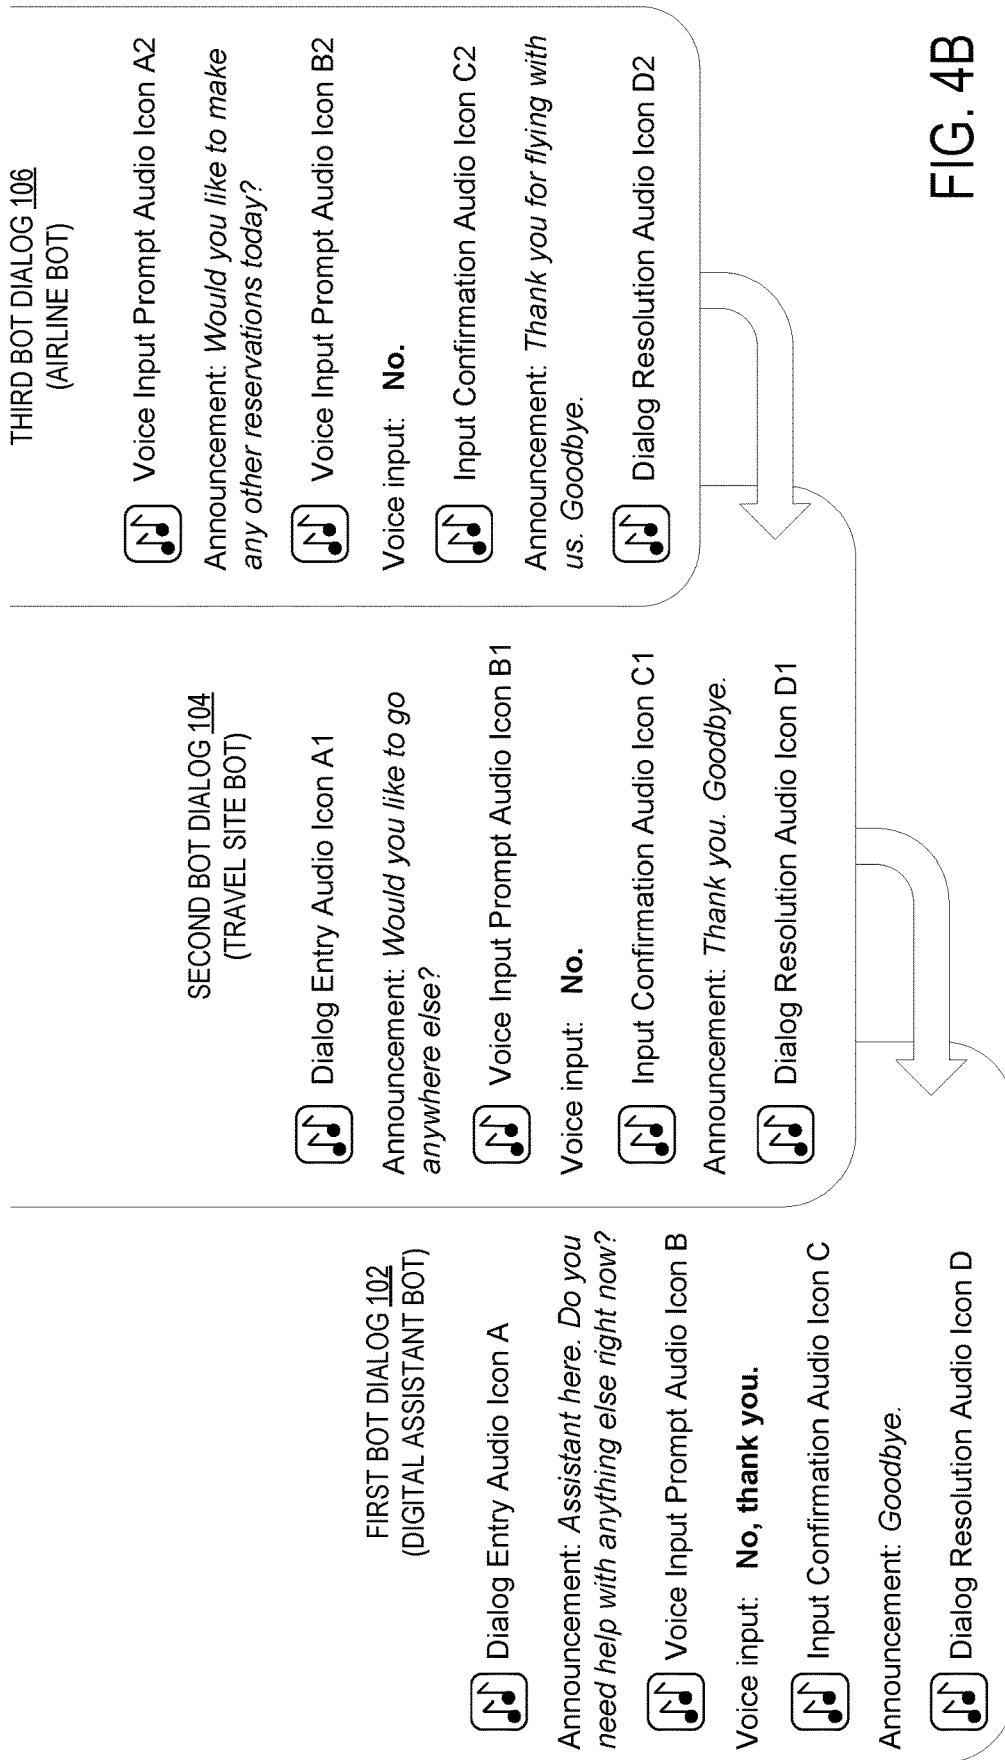 THIRD BOT DIALOG 106
(AIRLINE BOT)
Voice Input Prompt Audio Icon A2
Announcement: Would you like to make
any other reservations today?
Voice Input Prompt Audio Icon B2
Voice input: No.
Input Confirmation Audio Icon C2
Announcement: Thank you for flying with
us. Goodbye.
Dialog Resolution Audio Icon D2
SECOND BOT DIALOG 104
(TRAVEL SITE BOT)
Dialog Entry Audio Icon A1
Announcement: Would you like to go
anywhere else?
Voice Input Prompt Audio Icon B1
Voice input: No.
Input Confirmation Audio Icon C1
Announcement: Thank you. Goodbye.
Dialog Resolution Audio Icon D1
FIRST BOT DIALOG 102
(DIGITAL ASSISTANT BOT)
Dialog Entry Audio Icon A
Announcement: Assistant here. Do you
need help with anything else right now?
Voice Input Prompt Audio Icon B
Voice input: No, thank you.
Input Confirmation Audio Icon C
Announcement: Goodbye.
Dialog Resolution Audio Icon D
FIG. 4B